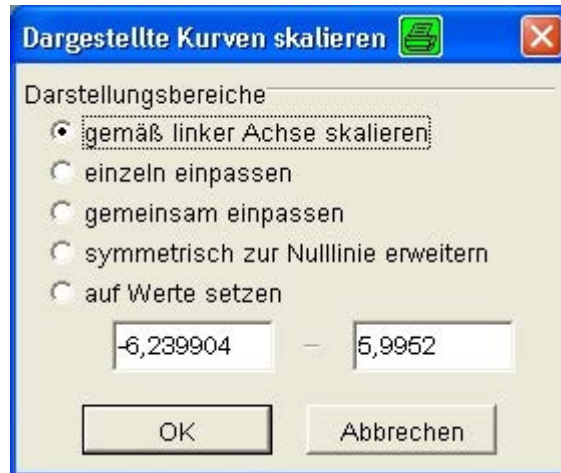 Dargestellte Kurven skalieren
Darstellungsbereiche
gemäß linker Achse skalieren
einzeln einpassen
gemeinsam einpassen
symmetrisch zur Nulllinie erweitern
auf Werte setzen
-6,239904 – 5,9952
OK Abbrechen